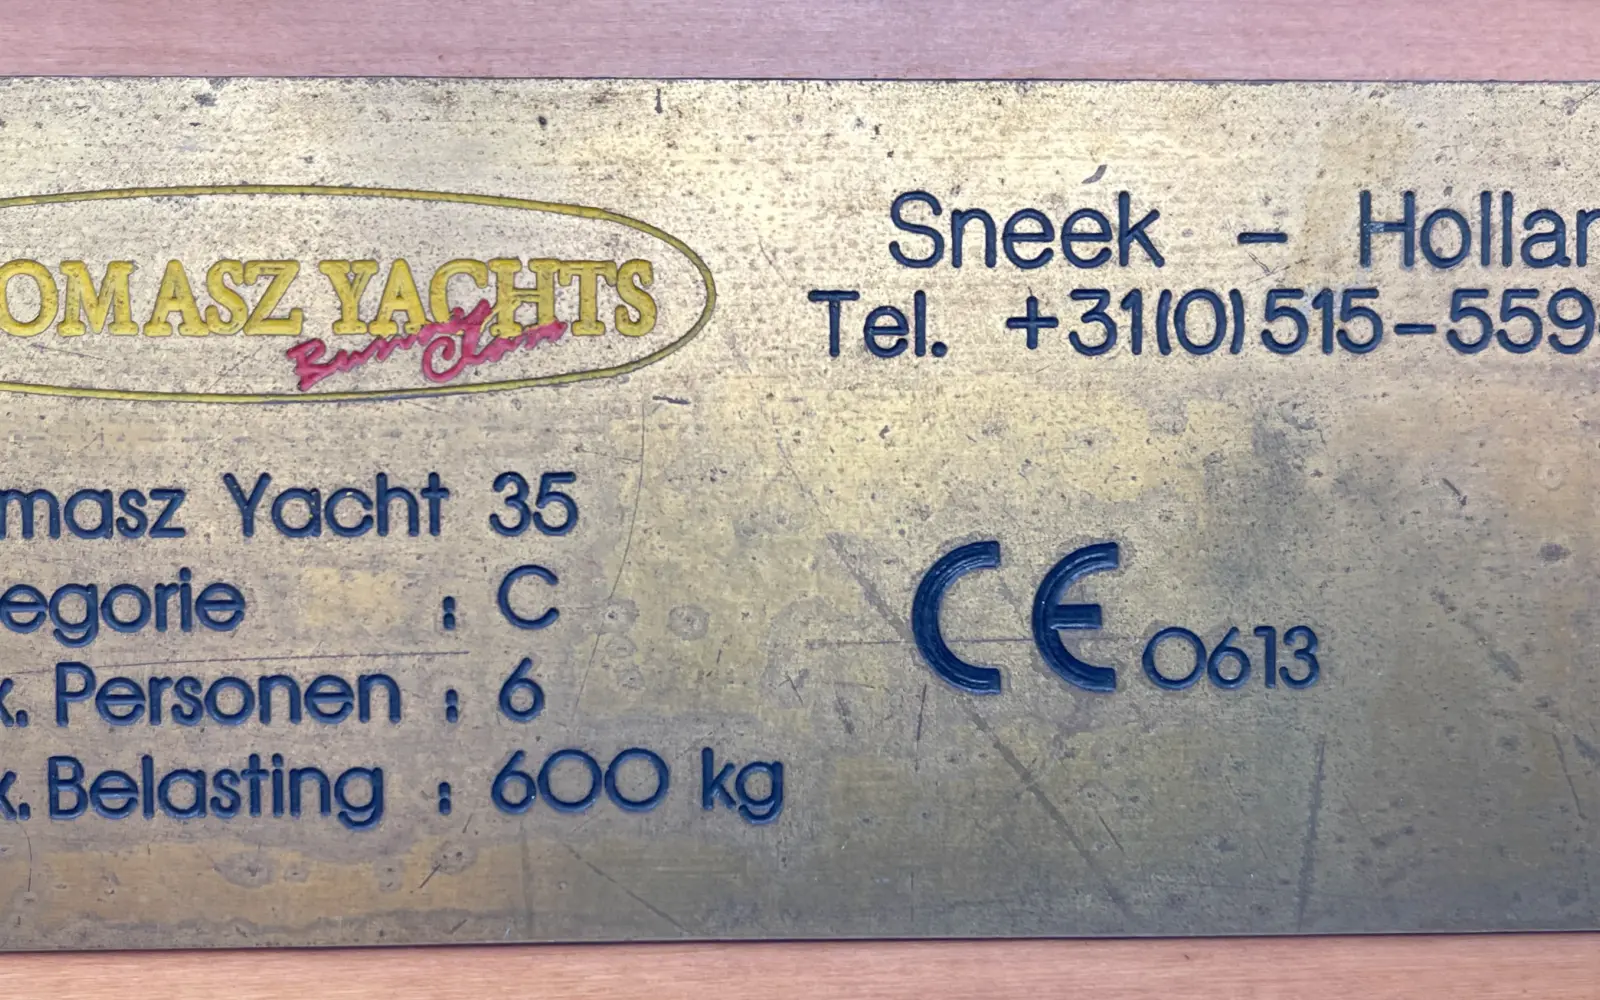 OMASZ YACHTS
Sneek - Hollan
Tel. +31(0)515-559
masz Yacht 35
egorie : C
x. Personen : 6
x. Belasting : 600 kg
CE 0613